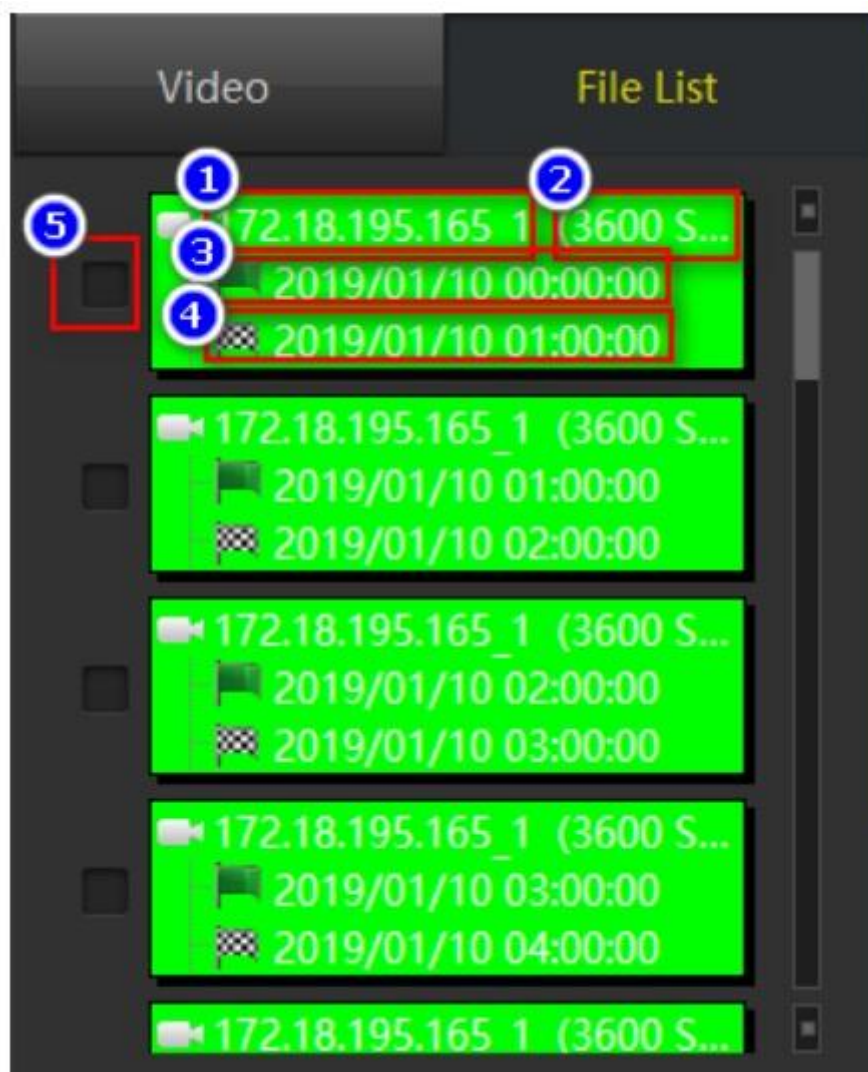 Video
File List
1
2
5
172.18.195.165_1 (3600 S...
3
2019/01/10 00:00:00
4
2019/01/10 01:00:00
172.18.195.165_1 (3600 S...
2019/01/10 01:00:00
2019/01/10 02:00:00
172.18.195.165_1 (3600 S...
2019/01/10 02:00:00
2019/01/10 03:00:00
172.18.195.165_1 (3600 S...
2019/01/10 03:00:00
2019/01/10 04:00:00
172.18.195.165_1 (3600 S...